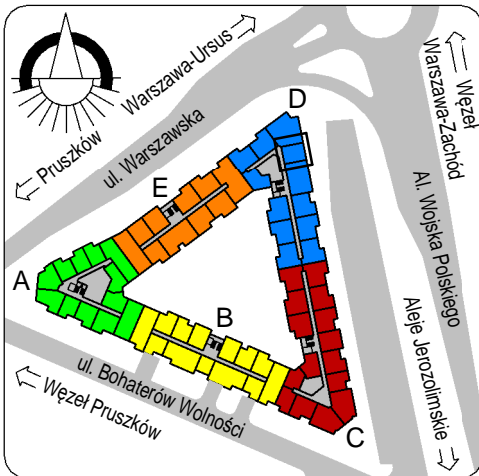 Warszawa-Ursus
Pruszków
ul. Warszawska
Węzeł
Warszawa-Zachód
Al. Wojska Polskiego
Aleje Jerozolimskie
D
E
A
B
C
ul. Bohaterów Wolności
Węzeł Pruszków